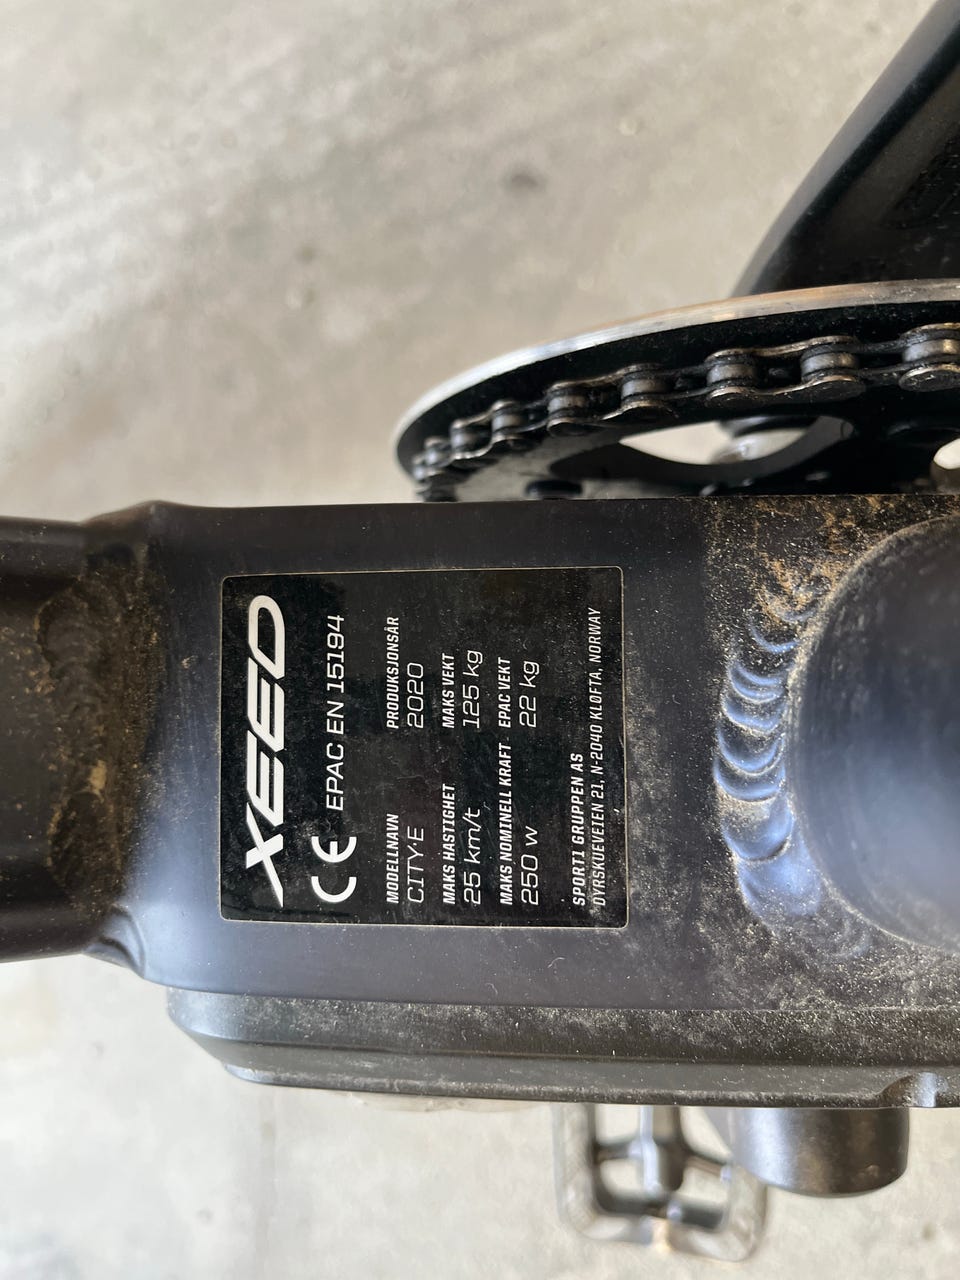 XEED
CE EPAC EN 15194
MODELLNAVN PRODUKSJONSÅR
CITY·E 2020
MAKS HASTIGHET MAKS VEKT
25 km/t 125 kg
MAKS NOMINELL KRAFT EPAC VEKT
250 W 22 kg
SPORT1 GRUPPEN AS
DYRSKUEVEIEN 21, N-2040 KLØFTA, NORWAY